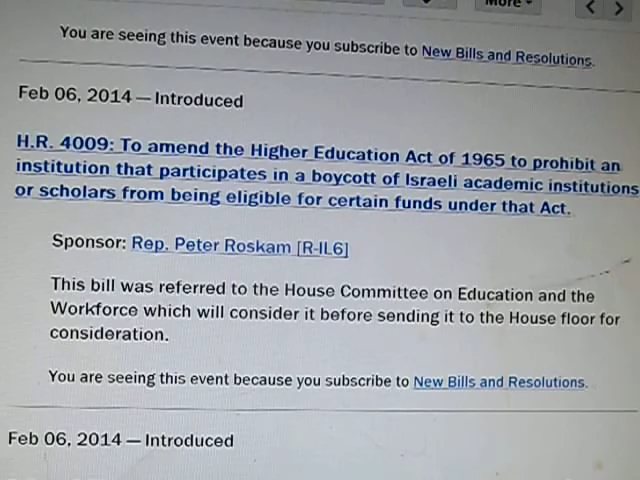 More
You are seeing this event because you subscribe to New Bills and Resolutions.
Feb 06, 2014 — Introduced
H.R. 4009: To amend the Higher Education Act of 1965 to prohibit an
institution that participates in a boycott of Israeli academic institutions
or scholars from being eligible for certain funds under that Act.
Sponsor: Rep. Peter Roskam [R-IL6]
This bill was referred to the House Committee on Education and the
Workforce which will consider it before sending it to the House floor for
consideration.
You are seeing this event because you subscribe to New Bills and Resolutions.
Feb 06, 2014 — Introduced